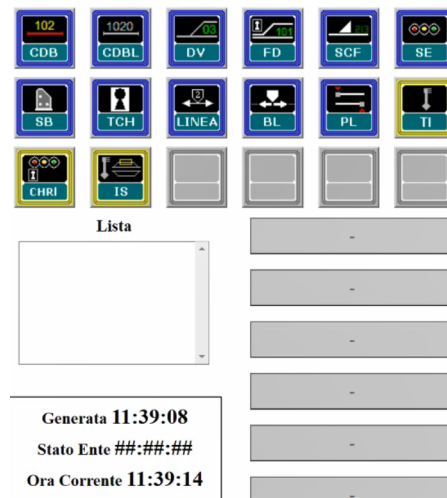 102 1020 03 101 213
CDB CDBL DV FD SCF SE
2
SB TCH LINEA BL PL TI
CHRI IS
Lista
-
-
-
-
Generata 11:39:08
Stato Ente ##:##:##
-
Ora Corrente 11:39:14
-